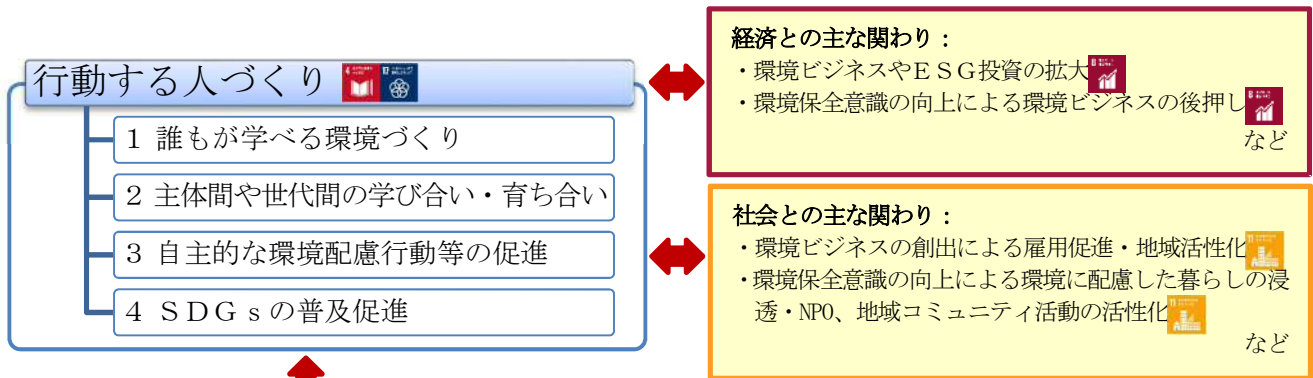 行動する人づくり
１ 誰もが学べる環境づくり
２ 主体間や世代間の学び合い・育ち合い
３ 自主的な環境配慮行動等の促進
４ ＳＤＧｓの普及促進
経済との主な関わり：
・環境ビジネスやＥＳＧ投資の拡大
・環境保全意識の向上による環境ビジネスの後押し
など
社会との主な関わり：
・環境ビジネスの創出による雇用促進・地域活性化
・環境保全意識の向上による環境に配慮した暮らしの浸
透・NPO、地域コミュニティ活動の活性化
など